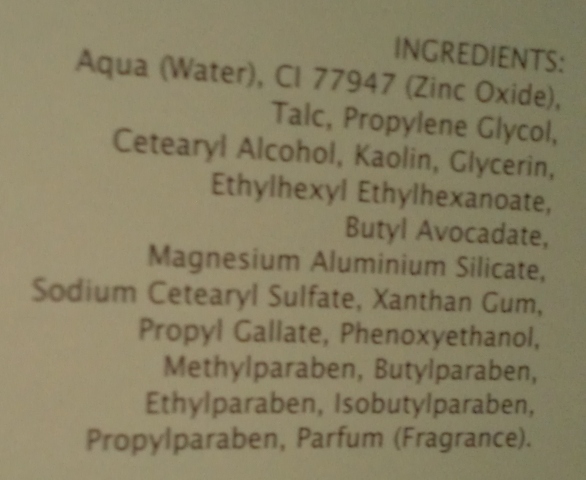 INGREDIENTS:
Aqua (Water), CI 77947 (Zinc Oxide),
Talc, Propylene Glycol,
Cetearyl Alcohol, Kaolin, Glycerin,
Ethylhexyl Ethylhexanoate,
Butyl Avocadate,
Magnesium Aluminium Silicate,
Sodium Cetearyl Sulfate, Xanthan Gum,
Propyl Gallate, Phenoxyethanol,
Methylparaben, Butylparaben,
Ethylparaben, Isobutylparaben,
Propylparaben, Parfum (Fragrance).